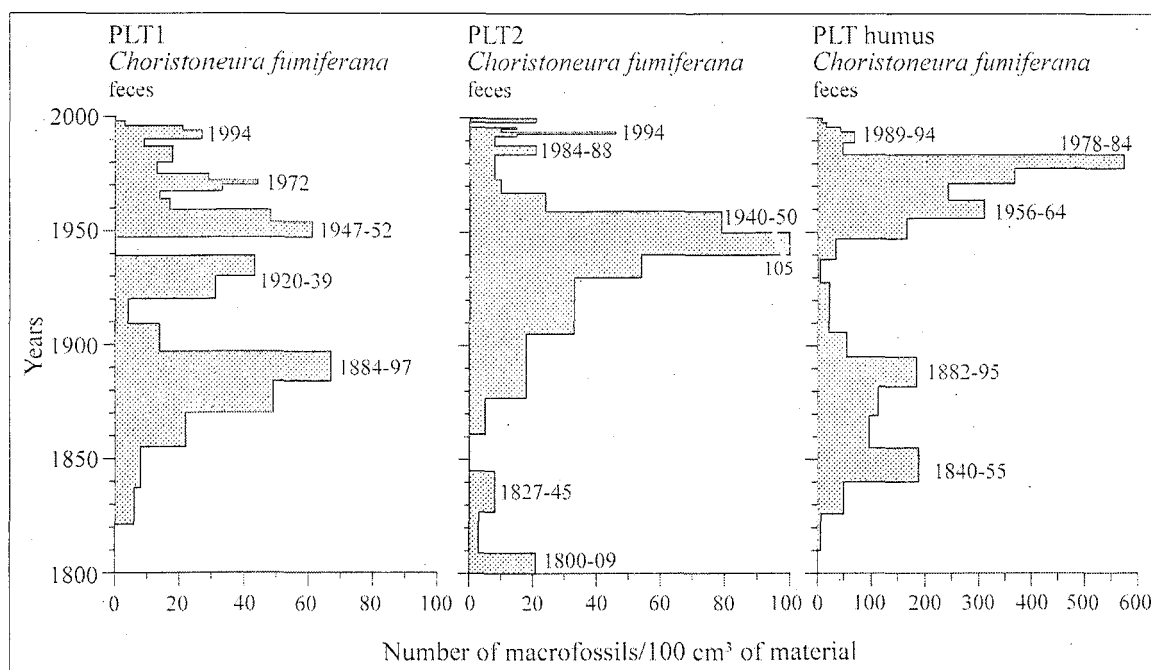 PLT1
Choristoneura fumiferana
feces
PLT2
Choristoneura fumiferana
feces
PLT humus
Choristoneura fumiferana
feces
Years
2000
1950
1900
1850
1800
1994
1972
1947-52
1920-39
1884-97
0 20 40 60 80 100
1994
1984-88
1940-50
105
1827-45
1800-09
0 20 40 60 80 100
1989-94
1978-84
1956-64
1882-95
1840-55
0 100 200 300 400 500 600
Number of macrofossils/100 cm³ of material